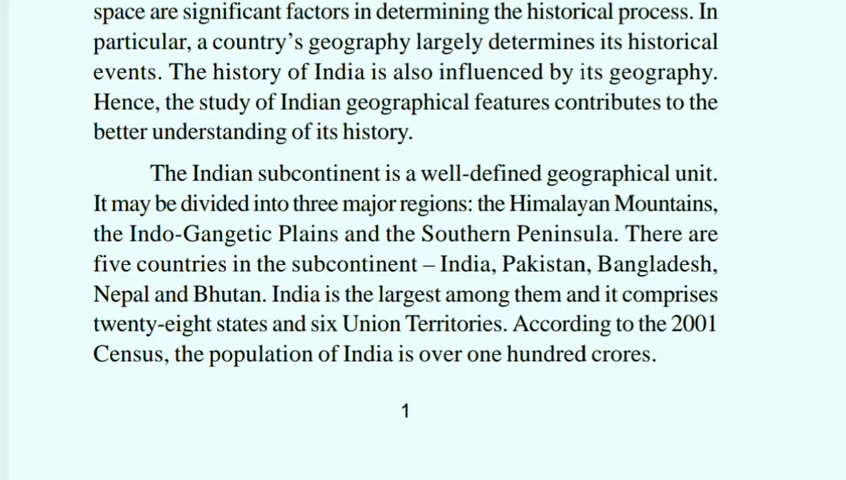 space are significant factors in determining the historical process. In
particular, a country’s geography largely determines its historical
events. The history of India is also influenced by its geography.
Hence, the study of Indian geographical features contributes to the
better understanding of its history.
The Indian subcontinent is a well-defined geographical unit.
It may be divided into three major regions: the Himalayan Mountains,
the Indo-Gangetic Plains and the Southern Peninsula. There are
five countries in the subcontinent – India, Pakistan, Bangladesh,
Nepal and Bhutan. India is the largest among them and it comprises
twenty-eight states and six Union Territories. According to the 2001
Census, the population of India is over one hundred crores.
1